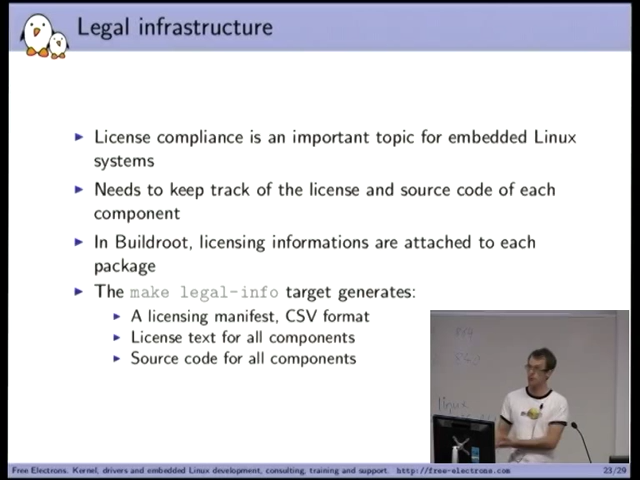 Legal infrastructure
License compliance is an important topic for embedded Linux
systems
Needs to keep track of the license and source code of each
component
In Buildroot, licensing informations are attached to each
package
The make legal-info target generates:
A licensing manifest, CSV format
License text for all components
Source code for all components
linux
Free Electrons. Kernel, drivers and embedded Linux development, consulting, training and support. http://free-electrons.com
23/29